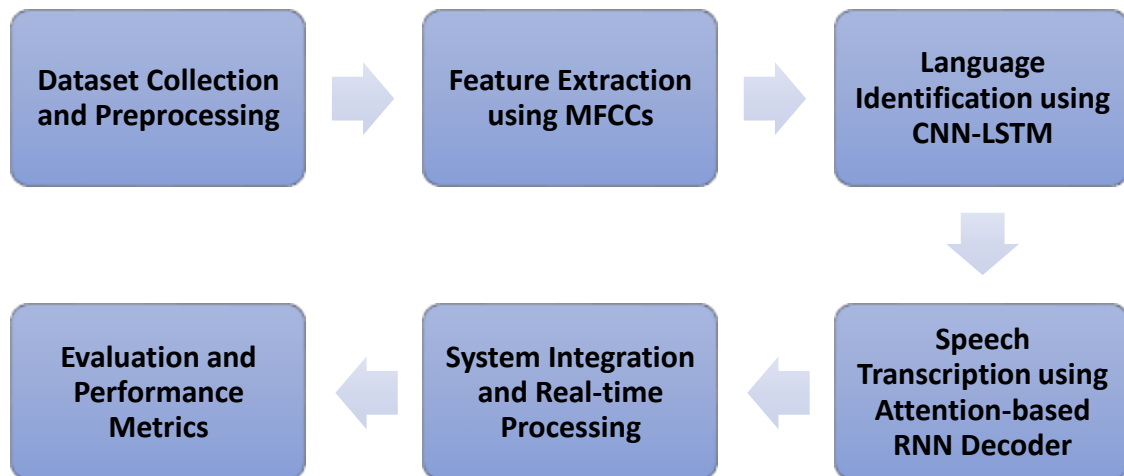 Dataset Collection
and Preprocessing
Feature Extraction
using MFCCs
Language
Identification using
CNN-LSTM
Speech
Transcription using
Attention-based
RNN Decoder
System Integration
and Real-time
Processing
Evaluation and
Performance
Metrics